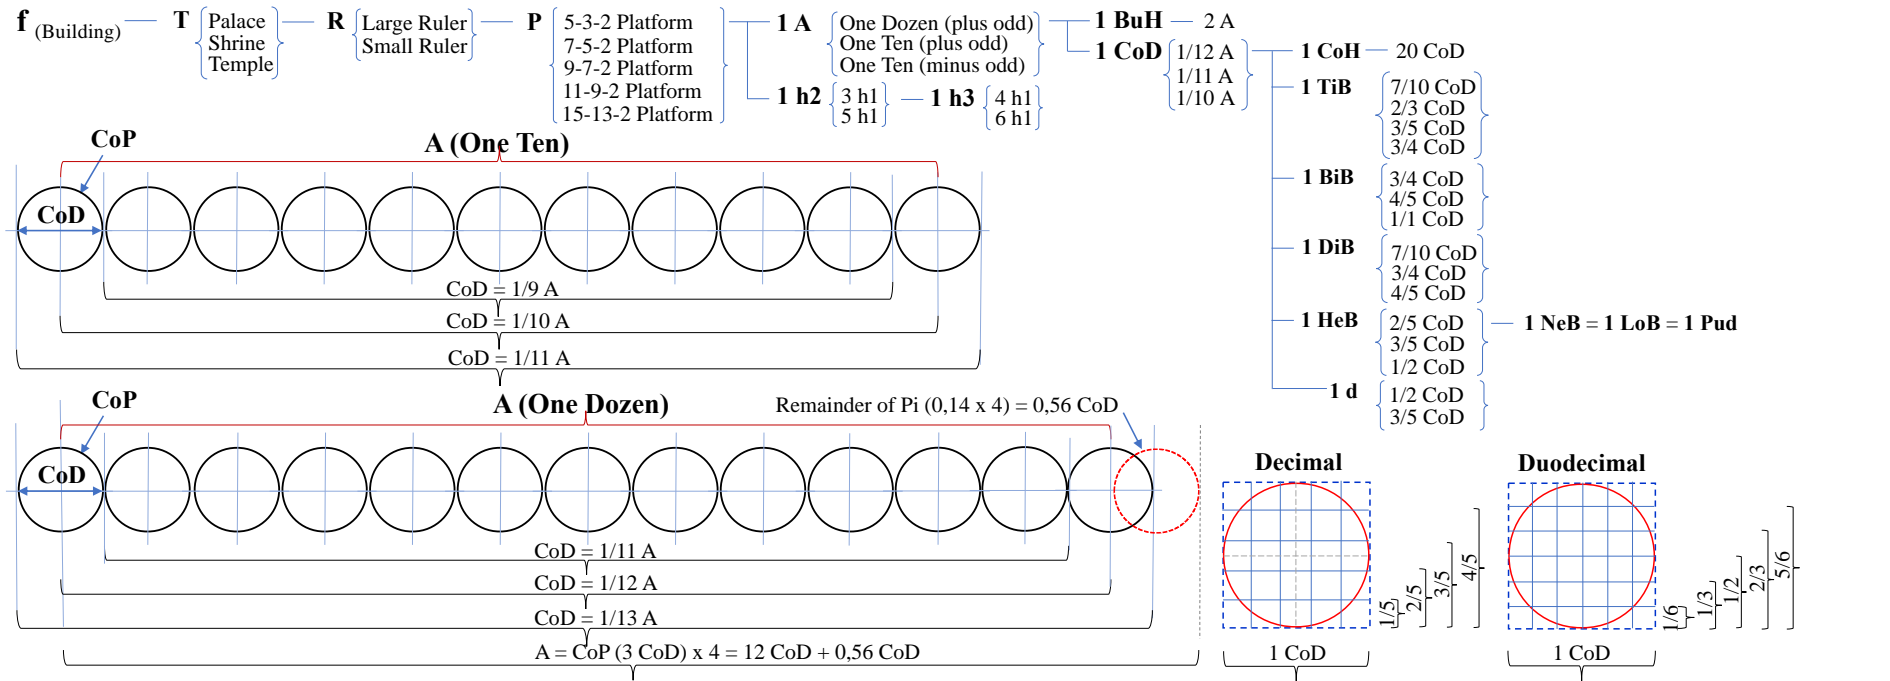 f (Building)
T
Palace
Shrine
Temple
R
Large Ruler
Small Ruler
P
5-3-2 Platform
7-5-2 Platform
9-7-2 Platform
11-9-2 Platform
15-13-2 Platform
1 A
One Dozen (plus odd)
One Ten (plus odd)
One Ten (minus odd)
1 h2
3 h1
5 h1
1 h3
4 h1
6 h1
1 BuH
2 A
1 CoD
1/12 A
1/11 A
1/10 A
1 CoH
20 CoD
1 TiB
7/10 CoD
2/3 CoD
3/5 CoD
3/4 CoD
1 BiB
3/4 CoD
4/5 CoD
1/1 CoD
1 DiB
7/10 CoD
3/4 CoD
4/5 CoD
1 HeB
2/5 CoD
3/5 CoD
1/2 CoD
1 NeB = 1 LoB = 1 Pud
1 d
1/2 CoD
3/5 CoD
CoP
A (One Ten)
CoD
CoD = 1/9 A
CoD = 1/10 A
CoD = 1/11 A
CoP
A (One Dozen)
Remainder of Pi (0,14 x 4) = 0,56 CoD
CoD
CoD = 1/11 A
CoD = 1/12 A
CoD = 1/13 A
A = CoP (3 CoD) x 4 = 12 CoD + 0,56 CoD
Decimal
1/5
2/5
3/5
4/5
1 CoD
Duodecimal
1/6
1/3
1/2
2/3
5/6
1 CoD